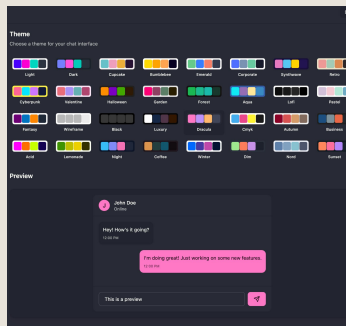 Theme
Choose a theme for your chat interface
Light Dark Cupcake Bumblebee Emerald Corporate Synthwave Retro
Cyberpunk Valentine Halloween Garden Forest Aqua Lofi Pastel
Fantasy Wireframe Black Luxury Dracula Cmyk Autumn Business
Acid Lemonade Night Coffee Winter Dim Nord Sunset
Preview
J
John Doe
Online
Hey! How's it going?
12:00 PM
I'm doing great! Just working on some new features.
12:00 PM
This is a preview